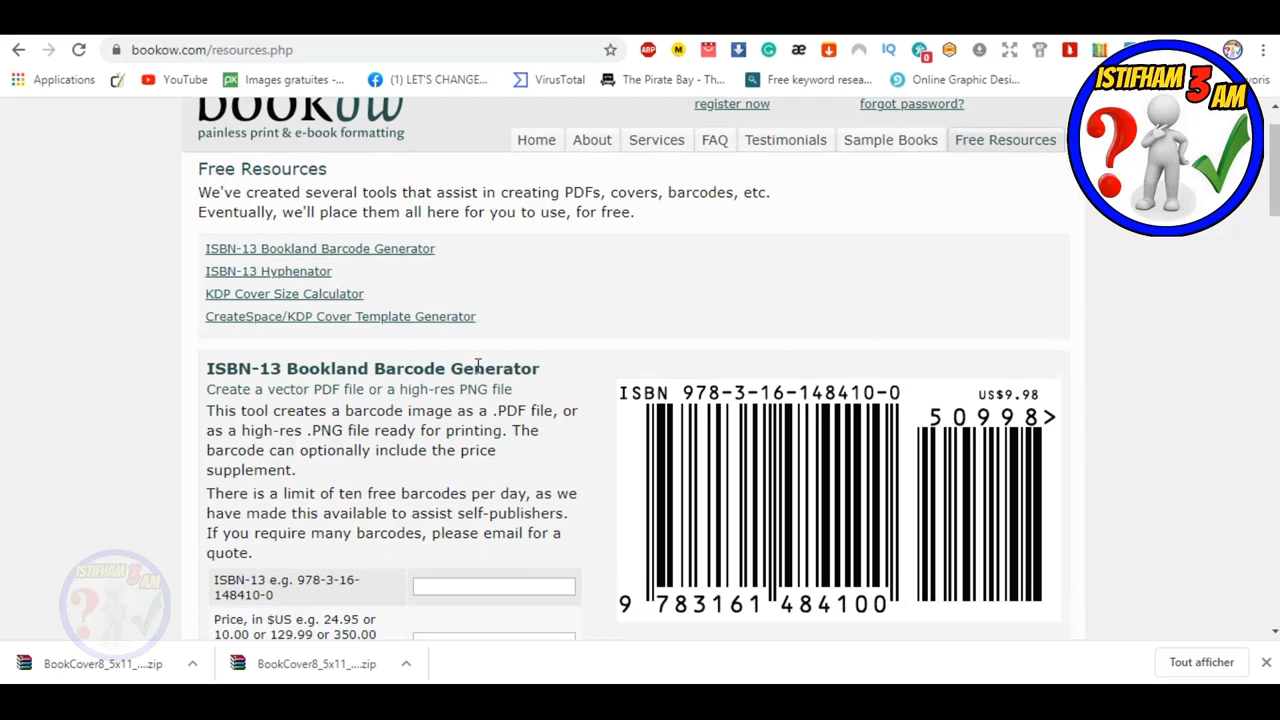 bookow.com/resources.php
ABP
M
æ
IQ
0
Applications
YouTube
Images gratuites -...
(1) LET'S CHANGE...
VirusTotal
The Pirate Bay - Th...
Free keyword resea...
Online Graphic Desi...
voris
ISTIFHAM 3 AM
BOOKOW
painless print & e-book formatting
register now
forgot password?
Home
About
Services
FAQ
Testimonials
Sample Books
Free Resources
Free Resources
We've created several tools that assist in creating PDFs, covers, barcodes, etc.
Eventually, we'll place them all here for you to use, for free.
ISBN-13 Bookland Barcode Generator
ISBN-13 Hyphenator
KDP Cover Size Calculator
CreateSpace/KDP Cover Template Generator
ISBN-13 Bookland Barcode Generator
Create a vector PDF file or a high-res PNG file
This tool creates a barcode image as a .PDF file, or
as a high-res .PNG file ready for printing. The
barcode can optionally include the price
supplement.
There is a limit of ten free barcodes per day, as we
have made this available to assist self-publishers.
If you require many barcodes, please email for a
quote.
ISBN-13 e.g. 978-3-16-
148410-0
Price, in $US e.g. 24.95 or
10.00 or 129.99 or 350.00
ISBN 978-3-16-148410-0
US$9.98
50998>
9 783161 484100
ISTIFHAM 3 AM
BookCover8_5x11_....zip
BookCover8_5x11_....zip
Tout afficher